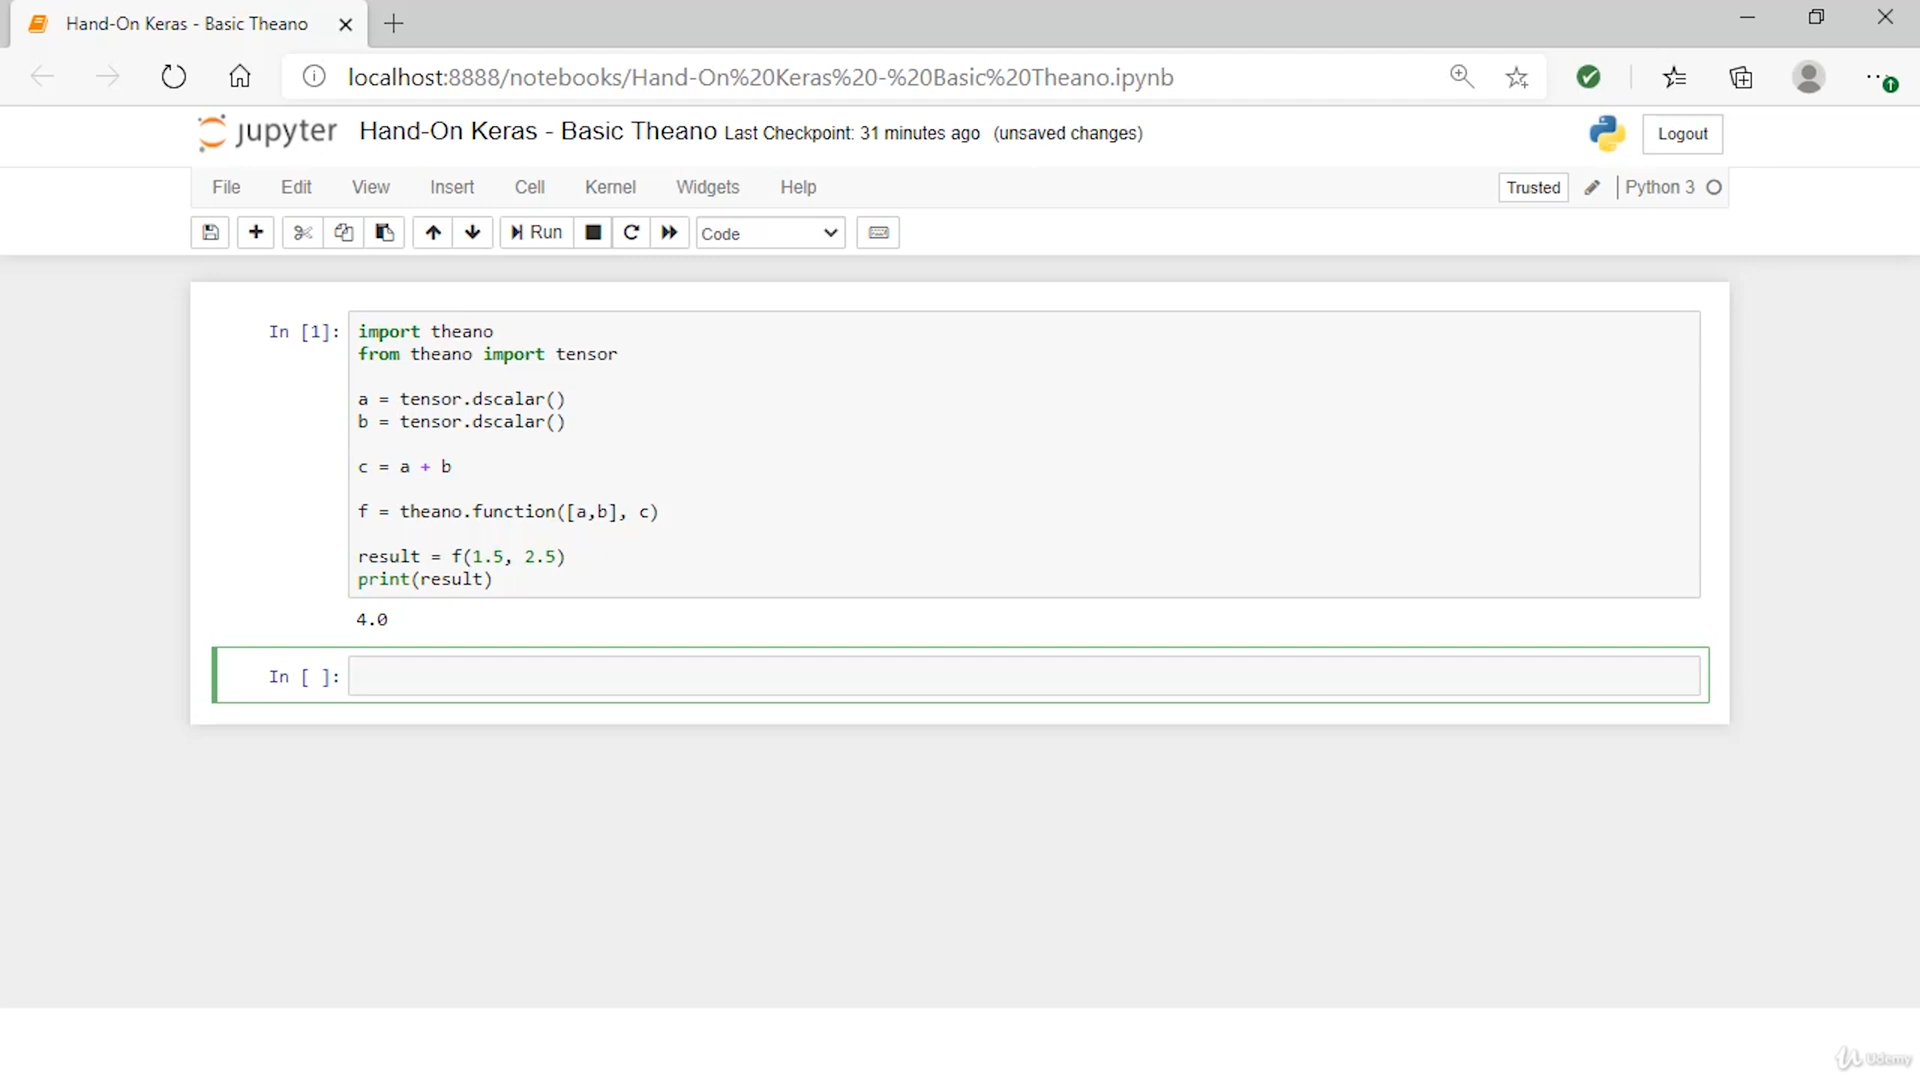 Hand-On Keras - Basic Theano
localhost:8888/notebooks/Hand-On%20Keras%20-%20Basic%20Theano.ipynb
jupyter Hand-On Keras - Basic Theano Last Checkpoint: 31 minutes ago (unsaved changes) Logout
File Edit View Insert Cell Kernel Widgets Help Trusted Python 3
Run Code
In [1]: import theano
from theano import tensor
a = tensor.dscalar()
b = tensor.dscalar()
c = a + b
f = theano.function([a,b], c)
result = f(1.5, 2.5)
print(result)
4.0
In [ ]:
Udemy